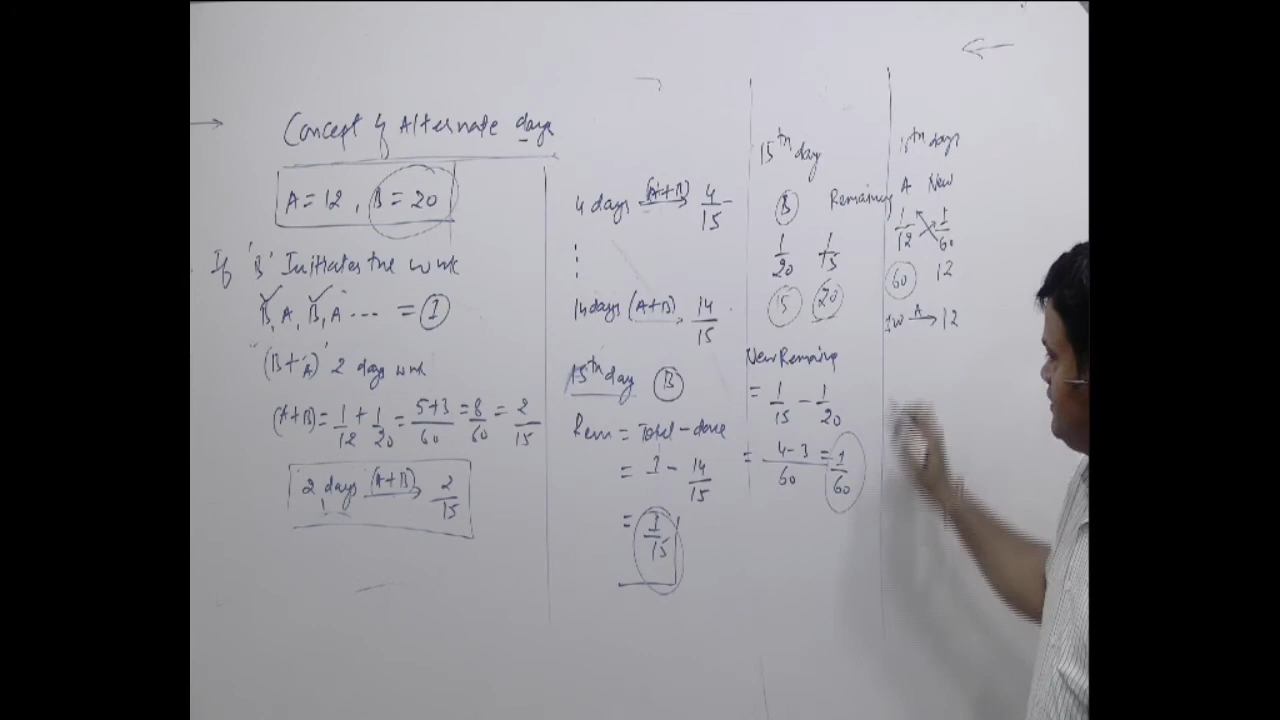 Concept of Alternate days
A = 12 , B = 20
If 'B' Initiates the work
B, A, B, A ... = 1
"(B+A)" 2 days work
(A+B) = 1/12 + 1/20 = 5+3/60 = 8/60 = 2/15
2 days (A+B) → 2/15
4 days (A+B) → 4/15
14 days (A+B) → 14/15
15th day B
Rem = Total - done
= 1 - 14/15
= 1/15
15th day
B Remaining
1/20 1/15
15 20
New Remaining
= 1/15 - 1/20
= 4-3/60 = 1/60
days
A New
1/12 1/60
60 12
1w A → 12